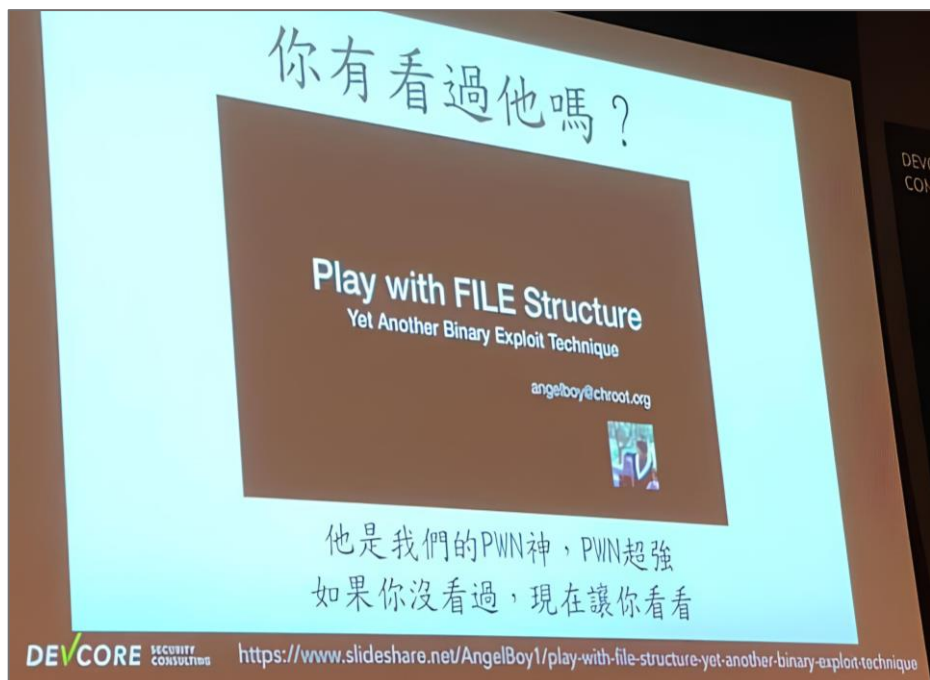 你有看過他嗎？
DEVC
CON
Play with FILE Structure
Yet Another Binary Exploit Technique
angelboy@chroot.org
他是我們的PWN神，PWN超強
如果你沒看過，現在讓你看看
DEVCORE SECURITY CONSULTING
https://www.slideshare.net/AngelBoy1/play-with-file-structure-yet-another-binary-exploit-technique